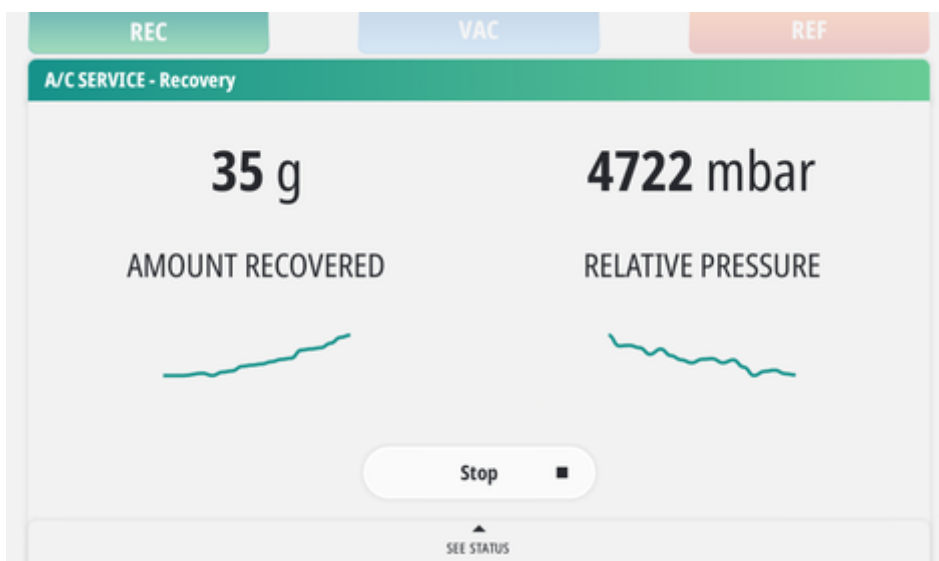 REC VAC REF
A/C SERVICE - Recovery
35 g 4722 mbar
AMOUNT RECOVERED RELATIVE PRESSURE
Stop
SEE STATUS